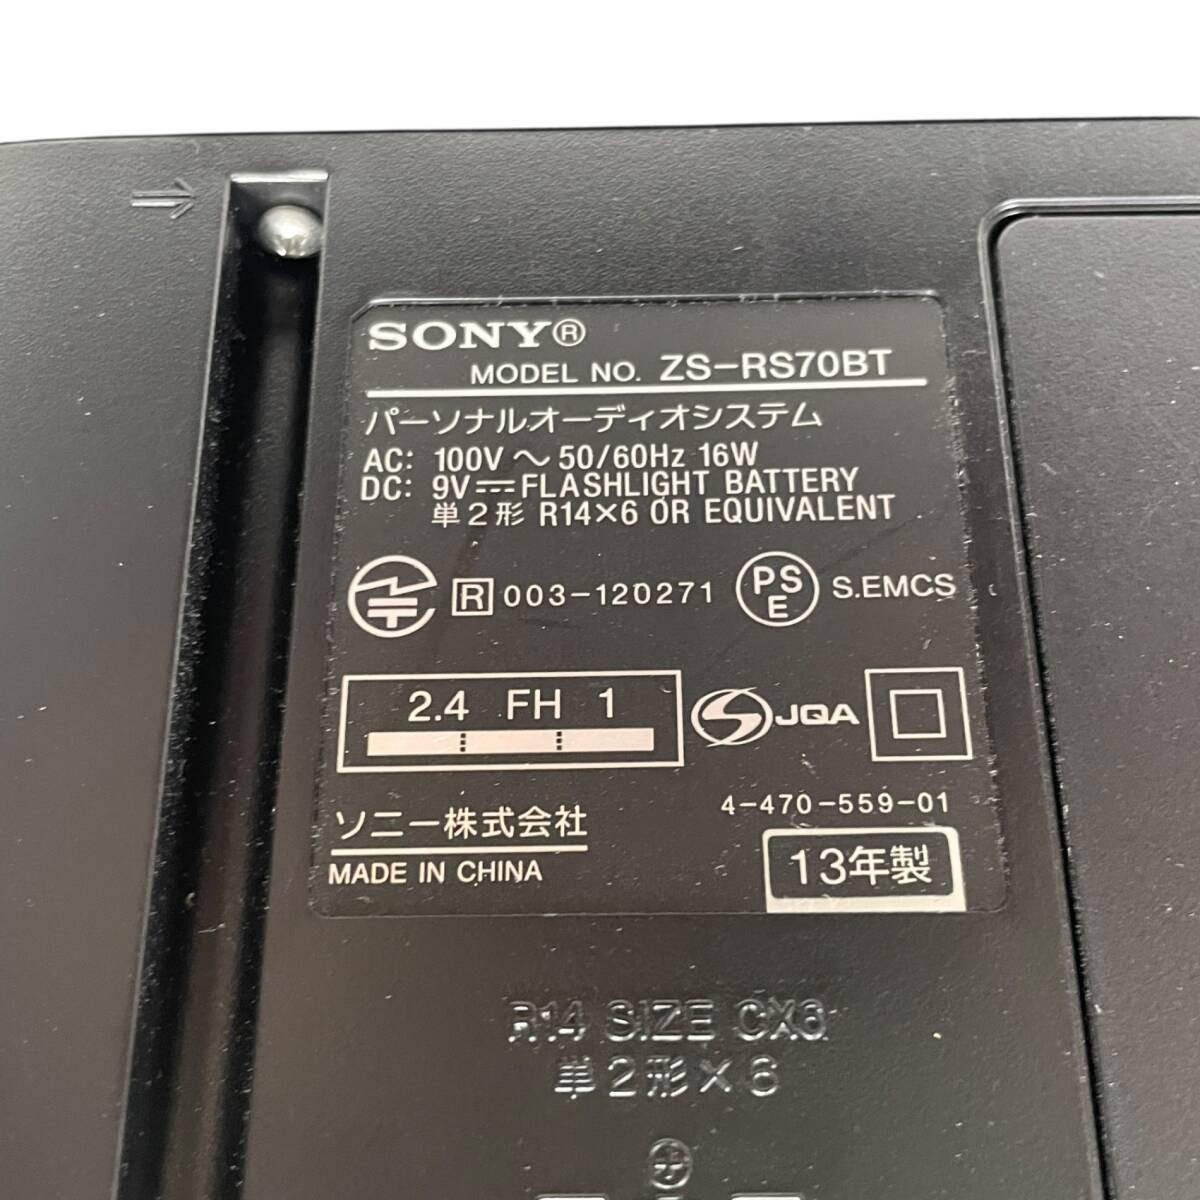 SONY®
MODEL NO. ZS-RS70BT
パーソナルオーディオシステム
AC: 100V ～ 50/60Hz 16W
DC: 9V⎓FLASHLIGHT BATTERY
単2形 R14×6 OR EQUIVALENT
R 003-120271 PSE S.EMCS
2.4 FH 1
S JQA
4-470-559-01
ソニー株式会社
MADE IN CHINA
13年製
R14 SIZE CX6
単2形×6